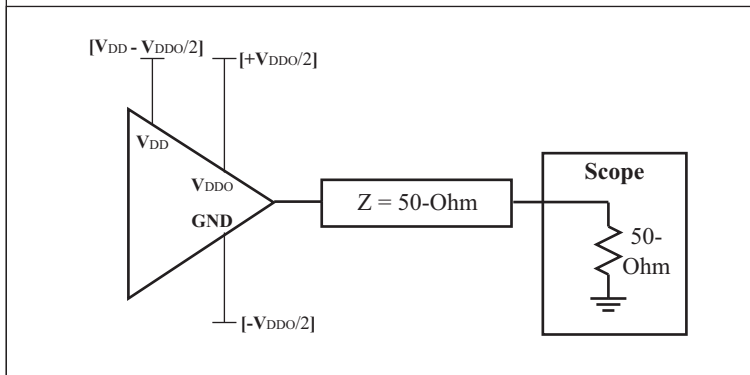 [VDD - VDDO/2]
[+VDDO/2]
VDD
VDDO
GND
[-VDDO/2]
Z = 50-Ohm
Scope
50-
Ohm